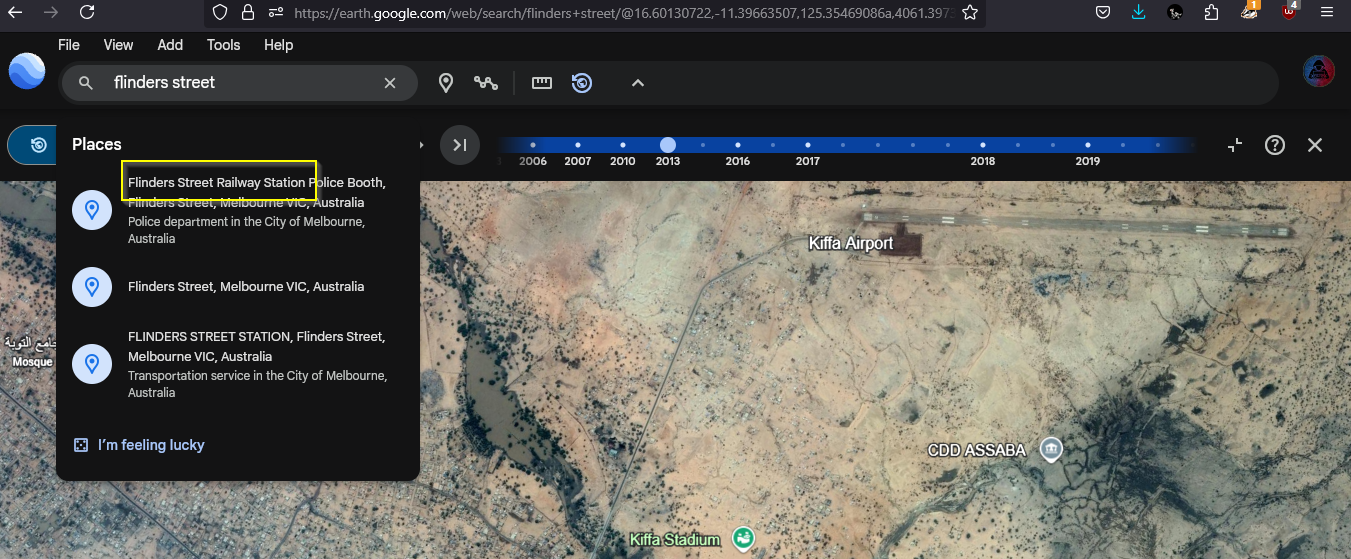 https://earth.google.com/web/search/flinders+street/@16.60130722,-11.39663507,125.35469086a,4061.3973
1
4
File View Add Tools Help
flinders street
Places
2006 2007 2010 2013 2016 2017 2018 2019
Flinders Street Railway Station Police Booth,
Flinders Street, Melbourne VIC, Australia
Police department in the City of Melbourne,
Australia
Flinders Street, Melbourne VIC, Australia
FLINDERS STREET STATION, Flinders Street,
Melbourne VIC, Australia
Transportation service in the City of Melbourne,
Australia
I'm feeling lucky
Kiffa Airport
التوبة
Mosque
CDD ASSABA
Kiffa Stadium